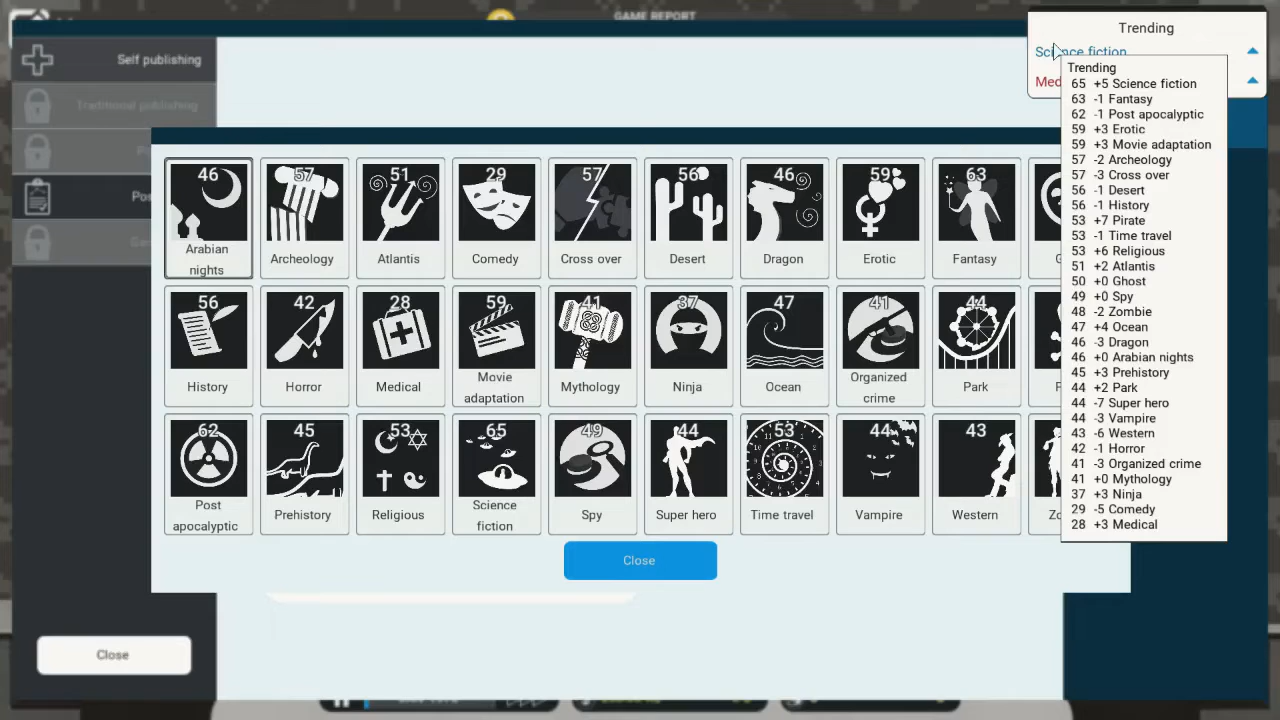 GAME REPORT
Self publishing
Traditional publishing
Close
46
Arabian
nights
57
Archeology
51
Atlantis
29
Comedy
57
Cross over
56
Desert
46
Dragon
59
Erotic
63
Fantasy
56
History
42
Horror
28
Medical
59
Movie
adaptation
41
Mythology
37
Ninja
47
Ocean
41
Organized
crime
44
Park
62
Post
apocalyptic
45
Prehistory
53
Religious
65
Science
fiction
49
Spy
44
Super hero
53
Time travel
44
Vampire
43
Western
Close
Trending
Science fiction
Med
Trending
65 +5 Science fiction
63 -1 Fantasy
62 -1 Post apocalyptic
59 +3 Erotic
59 +3 Movie adaptation
57 -2 Archeology
57 -3 Cross over
56 -1 Desert
56 -1 History
53 +7 Pirate
53 -1 Time travel
53 +6 Religious
51 +2 Atlantis
50 +0 Ghost
49 +0 Spy
48 -2 Zombie
47 +4 Ocean
46 -3 Dragon
46 +0 Arabian nights
45 +3 Prehistory
44 +2 Park
44 -7 Super hero
44 -3 Vampire
43 -6 Western
42 -1 Horror
41 -3 Organized crime
41 +0 Mythology
37 +3 Ninja
29 -5 Comedy
28 +3 Medical